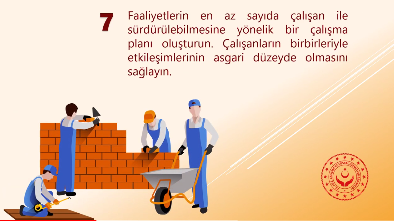 7
Faaliyetlerin en az sayıda çalışan ile
sürdürülebilmesine yönelik bir çalışma
planı oluşturun. Çalışanların birbirleriyle
etkileşimlerinin asgari düzeyde olmasını
sağlayın.